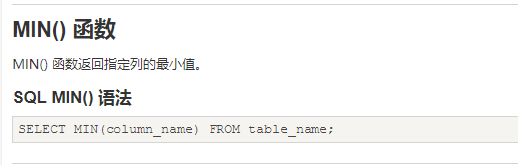 MIN() 函数
MIN() 函数返回指定列的最小值。
SQL MIN() 语法
SELECT MIN(column_name) FROM table_name;